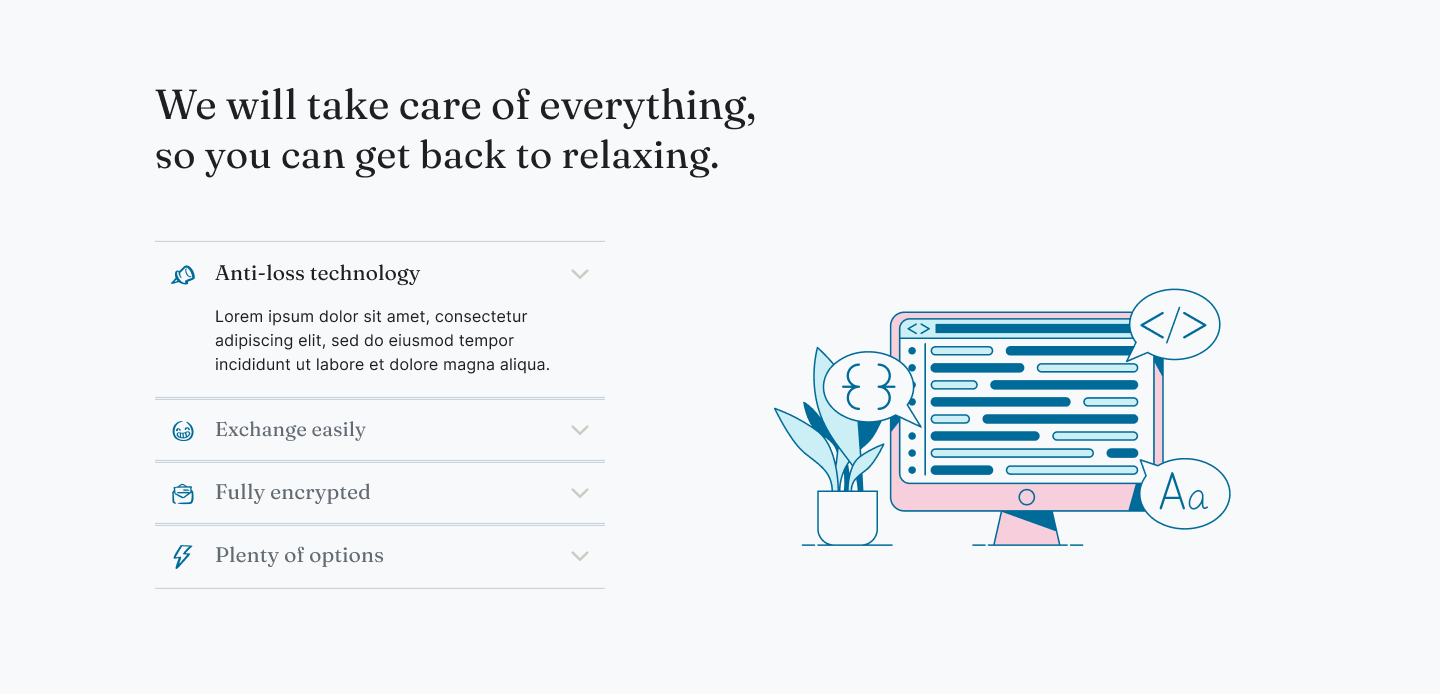 We will take care of everything,
so you can get back to relaxing.
Anti-loss technology
Lorem ipsum dolor sit amet, consectetur
adipiscing elit, sed do eiusmod tempor
incididunt ut labore et dolore magna aliqua.
Exchange easily
Fully encrypted
Plenty of options
<>
</>
{ }
Aa